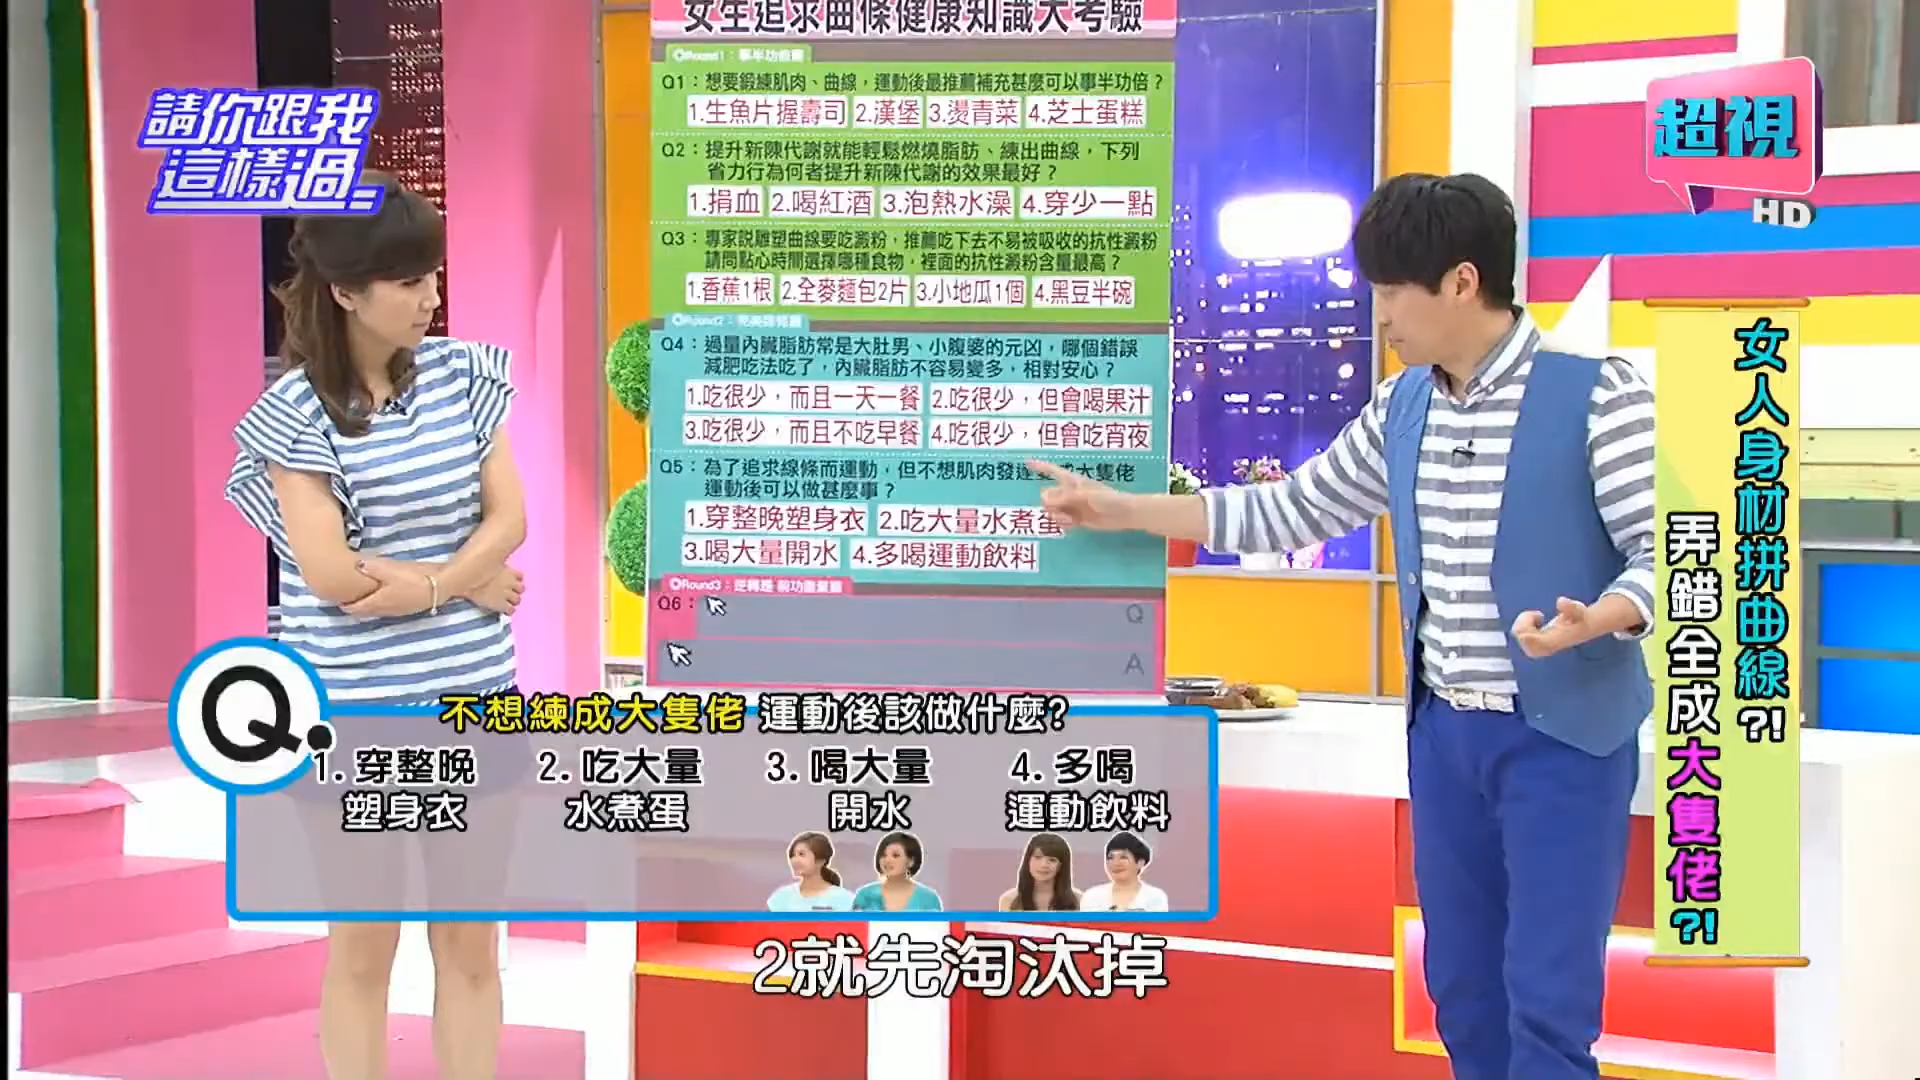 請你跟我
這樣過
超視
HD
女生追求曲條健康知識大考驗
Round1：事半功倍篇
Q1：想要鍛練肌肉、曲線，運動後最推薦補充甚麼可以事半功倍？
1.生魚片握壽司 2.漢堡 3.燙青菜 4.芝士蛋糕
Q2：提升新陳代謝就能輕鬆燃燒脂肪、練出曲線，下列
省力行為何者提升新陳代謝的效果最好？
1.捐血 2.喝紅酒 3.泡熱水澡 4.穿少一點
Q3：專家說雕塑曲線要吃澱粉，推薦吃下去不易被吸收的抗性澱粉
請問點心時間選擇哪種食物，裡面的抗性澱粉含量最高？
1.香蕉1根 2.全麥麵包2片 3.小地瓜1個 4.黑豆半碗
Round2：
Q4：過量內臟脂肪常是大肚男、小腹婆的元凶，哪個錯誤
減肥吃法吃了，內臟脂肪不容易變多，相對安心？
1.吃很少，而且一天一餐 2.吃很少，但會喝果汁
3.吃很少，而且不吃早餐 4.吃很少，但會吃宵夜
Q5：為了追求線條而運動，但不想肌肉發達 大隻佬
運動後可以做甚麼事？
1.穿整晚塑身衣 2.吃大量水煮蛋
3.喝大量開水 4.多喝運動飲料
Round3：
Q6：
Q
A
女人身材拼曲線?!
弄錯全成大隻佬?!
Q.
不想練成大隻佬 運動後該做什麼?
1.穿整晚 2.吃大量 3.喝大量 4.多喝
塑身衣 水煮蛋 開水 運動飲料
2就先淘汰掉